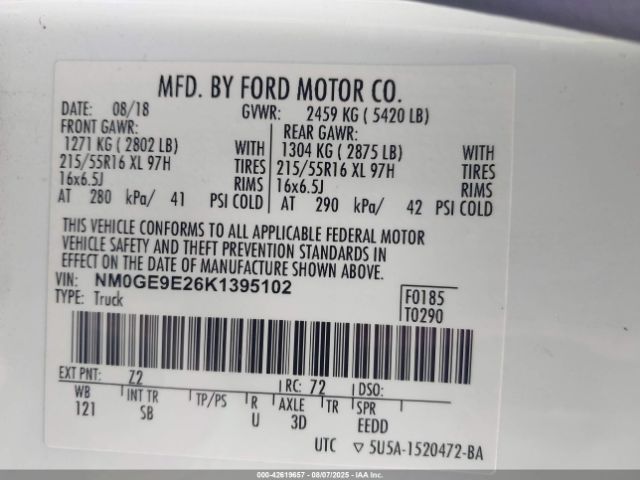 MFD. BY FORD MOTOR CO.
DATE: 08/18 GVWR: 2459 KG ( 5420 LB)
FRONT GAWR: REAR GAWR:
1271 KG ( 2802 LB) WITH 1304 KG ( 2875 LB) WITH
215/55R16 XL 97H TIRES 215/55R16 XL 97H TIRES
16x6.5J RIMS 16x6.5J RIMS
AT 280 kPa/ 41 PSI COLD AT 290 kPa/ 42 PSI COLD
THIS VEHICLE CONFORMS TO ALL APPLICABLE FEDERAL MOTOR
VEHICLE SAFETY AND THEFT PREVENTION STANDARDS IN
EFFECT ON THE DATE OF MANUFACTURE SHOWN ABOVE.
VIN: NM0GE9E26K1395102
TYPE: Truck
F0185
T0290
EXT PNT: Z2 RC: 72 DSO:
WB INT TR TP/PS R AXLE TR SPR
121 SB U 3D EEDD
UTC ▽ 5U5A-1520472-BA
000-42619657 - 08/07/2025 - IAAI.COM